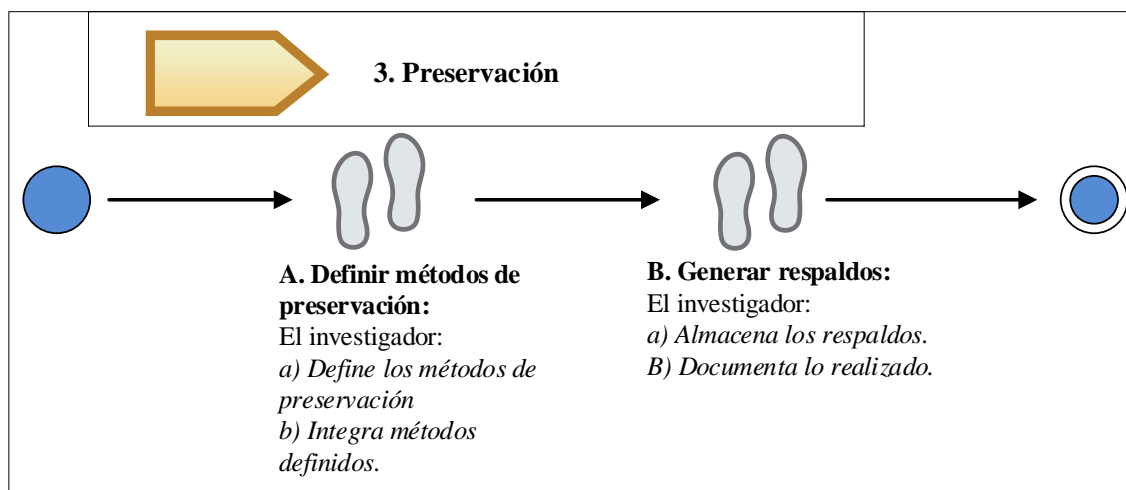 3. Preservación
A. Definir métodos de
preservación:
El investigador:
a) Define los métodos de
preservación
b) Integra métodos
definidos.
B. Generar respaldos:
El investigador:
a) Almacena los respaldos.
B) Documenta lo realizado.